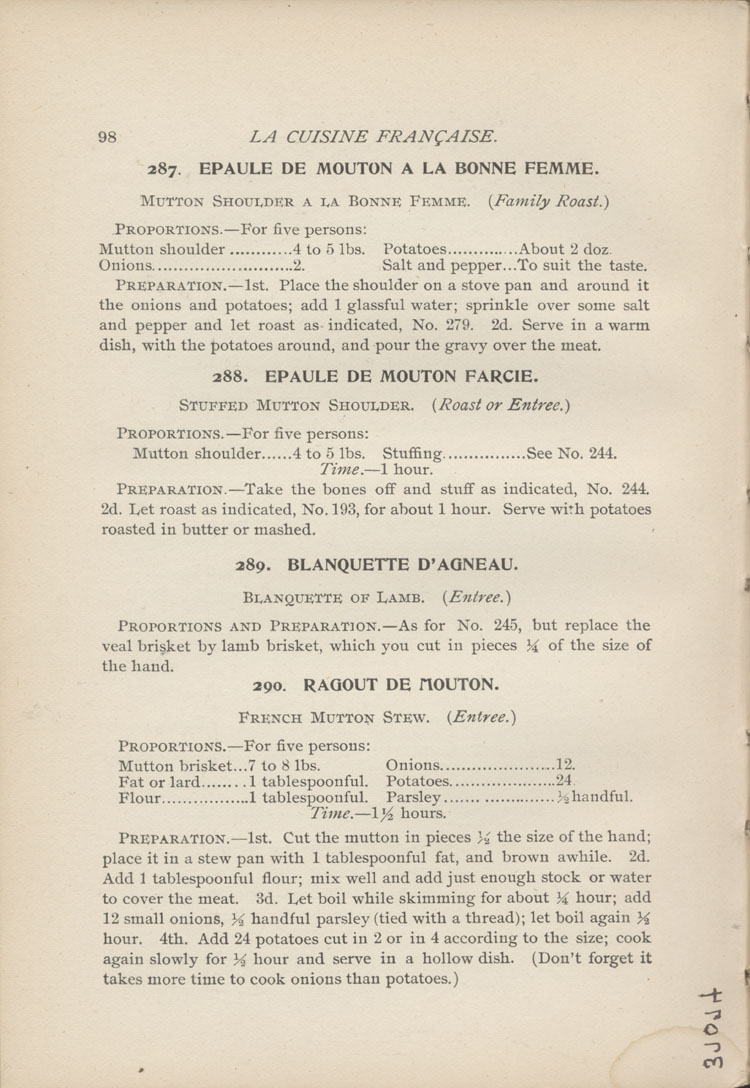 98 LA CUISINE FRANÇAISE.
287. EPAULE DE MOUTON A LA BONNE FEMME.
MUTTON SHOULDER A LA BONNE FEMME. (Family Roast.)
PROPORTIONS.—For five persons:
Mutton shoulder ............4 to 5 lbs. Potatoes..............About 2 doz.
Onions...........................2. Salt and pepper...To suit the taste.
PREPARATION.—1st. Place the shoulder on a stove pan and around it
the onions and potatoes; add 1 glassful water; sprinkle over some salt
and pepper and let roast as indicated, No. 279. 2d. Serve in a warm
dish, with the potatoes around, and pour the gravy over the meat.
288. EPAULE DE MOUTON FARCIE.
STUFFED MUTTON SHOULDER. (Roast or Entree.)
PROPORTIONS.—For five persons:
Mutton shoulder......4 to 5 lbs. Stuffing................See No. 244.
Time.—1 hour.
PREPARATION.—Take the bones off and stuff as indicated, No. 244.
2d. Let roast as indicated, No. 193, for about 1 hour. Serve with potatoes
roasted in butter or mashed.
289. BLANQUETTE D'AGNEAU.
BLANQUETTE OF LAMB. (Entree.)
PROPORTIONS AND PREPARATION.—As for No. 245, but replace the
veal brisket by lamb brisket, which you cut in pieces ¼ of the size of
the hand.
290. RAGOUT DE MOUTON.
FRENCH MUTTON STEW. (Entree.)
PROPORTIONS.—For five persons:
Mutton brisket...7 to 8 lbs. Onions......................12.
Fat or lard........1 tablespoonful. Potatoes....................24.
Flour.................1 tablespoonful. Parsley....................½ handful.
Time.—1½ hours.
PREPARATION.—1st. Cut the mutton in pieces ½ the size of the hand;
place it in a stew pan with 1 tablespoonful fat, and brown awhile. 2d.
Add 1 tablespoonful flour; mix well and add just enough stock or water
to cover the meat. 3d. Let boil while skimming for about ¼ hour; add
12 small onions, ½ handful parsley (tied with a thread); let boil again ½
hour. 4th. Add 24 potatoes cut in 2 or in 4 according to the size; cook
again slowly for ½ hour and serve in a hollow dish. (Don't forget it
takes more time to cook onions than potatoes.)